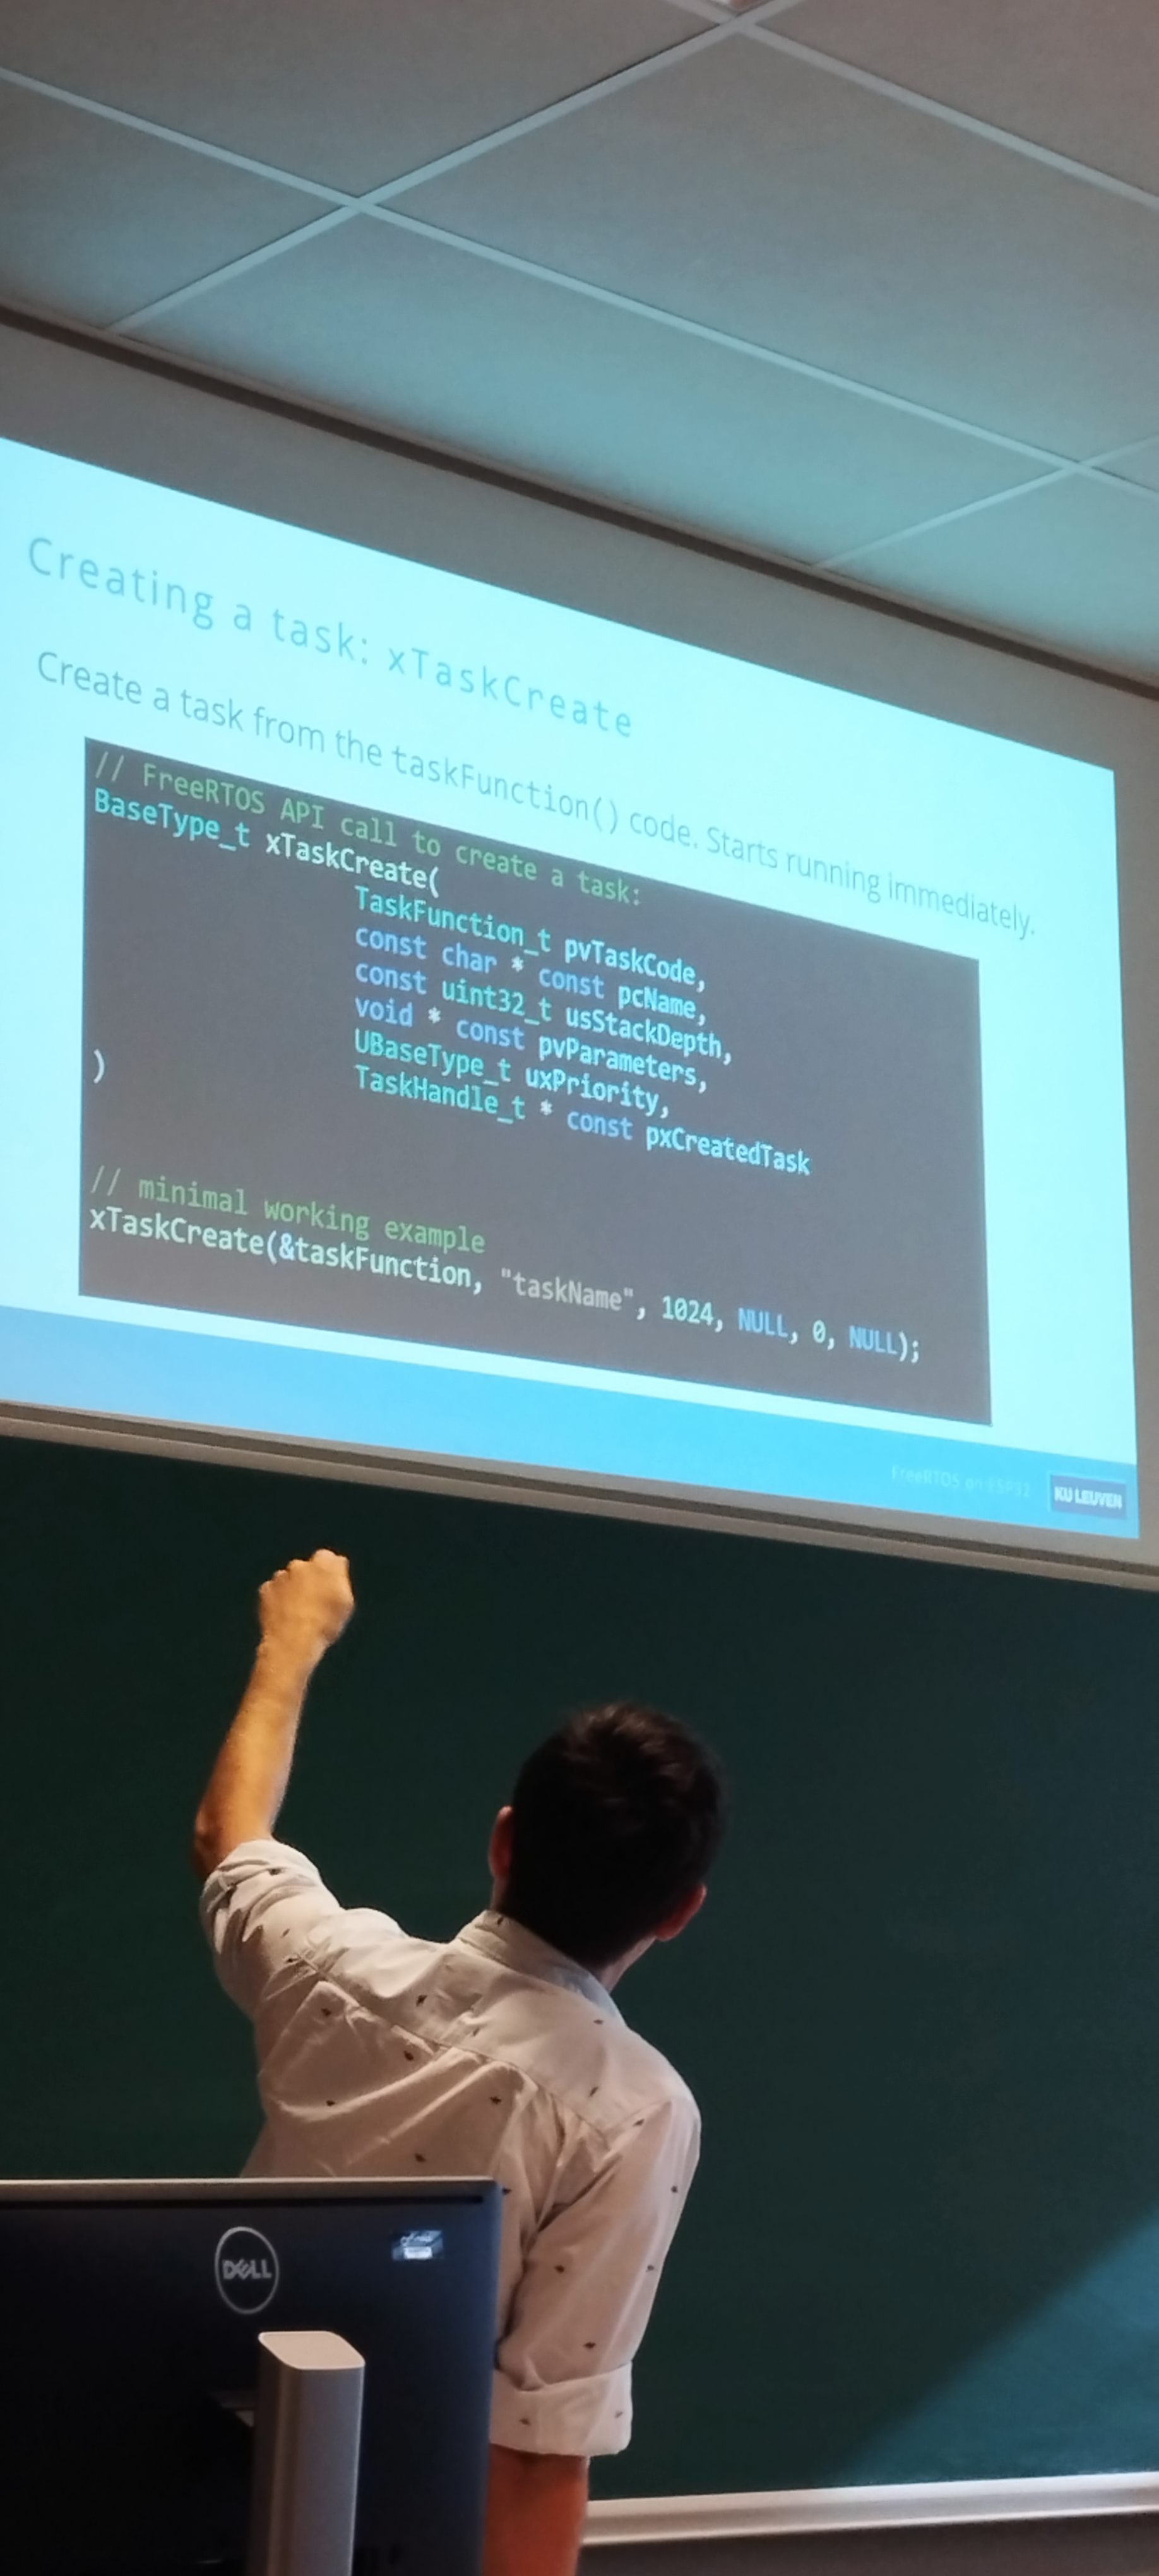 Creating a task: xTaskCreate
Create a task from the taskFunction() code. Starts running immediately.
// FreeRTOS API call to create a task:
BaseType_t xTaskCreate(
TaskFunction_t pvTaskCode,
const char * const pcName,
const uint32_t usStackDepth,
void * const pvParameters,
UBaseType_t uxPriority,
TaskHandle_t * const pxCreatedTask
)
// minimal working example
xTaskCreate(&taskFunction, "taskName", 1024, NULL, 0, NULL);
FreeRTOS on ESP32
KU LEUVEN
DELL